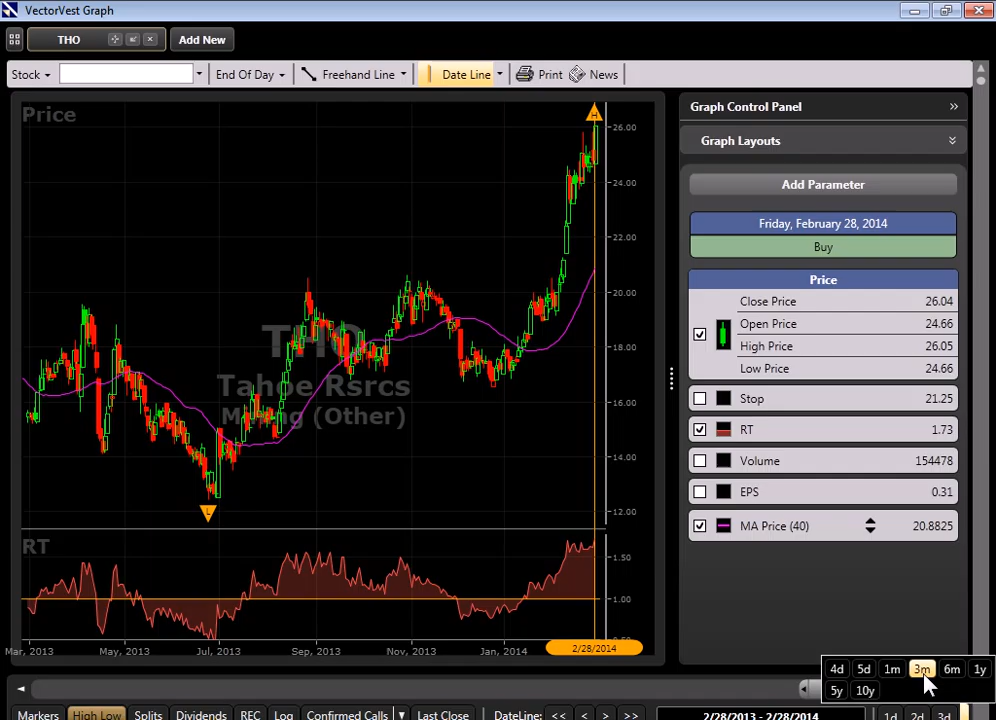 VectorVest Graph
THO
Add New
Stock
End Of Day
Freehand Line
Date Line
Print
News
Price
H
26.00
24.00
22.00
20.00
18.00
16.00
14.00
12.00
THO
Tahoe Rsrcs
Mining (Other)
L
RT
1.50
1.00
0.50
Mar, 2013
May, 2013
Jul, 2013
Sep, 2013
Nov, 2013
Jan, 2014
2/28/2014
Graph Control Panel
Graph Layouts
Add Parameter
Friday, February 28, 2014
Buy
Price
Close Price 26.04
Open Price 24.66
High Price 26.05
Low Price 24.66
Stop 21.25
RT 1.73
Volume 154478
EPS 0.31
MA Price (40) 20.8825
4d 5d 1m 3m 6m 1y
5y 10y
Markers High Low Splits Dividends REC Log Confirmed Calls Last Close DateLine: << < > >> 2/28/2013 - 2/28/2014 1d 2d 3d